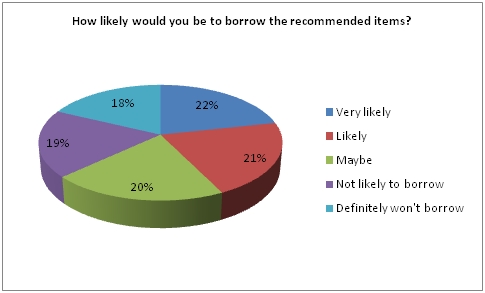 How likely would you be to borrow the recommended items?
22%
21%
20%
19%
18%
Very likely
Likely
Maybe
Not likely to borrow
Definitely won't borrow